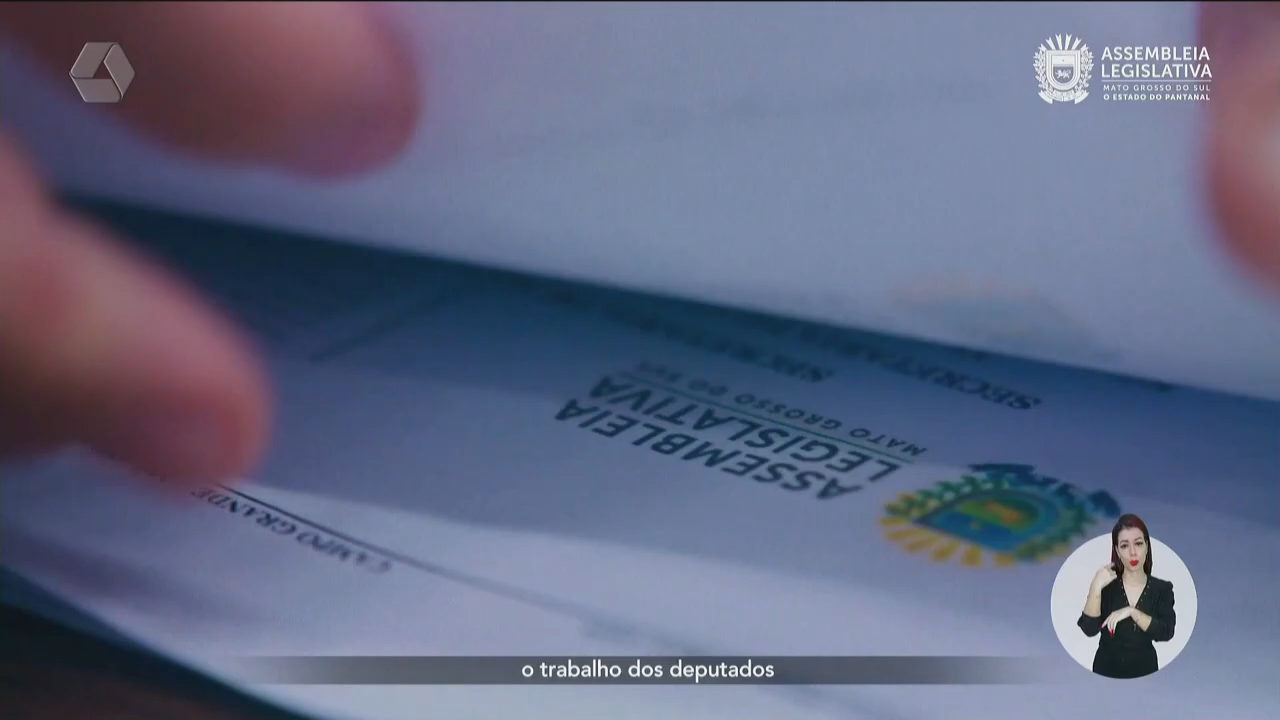 ASSEMBLEIA
LEGISLATIVA
MATO GROSSO DO SUL
O ESTADO DO PANTANAL
SECRETARIA
ASSEMBLEIA
LEGISLATIVA
MATO GROSSO DO SUL
CAMPO GRANDE
o trabalho dos deputados